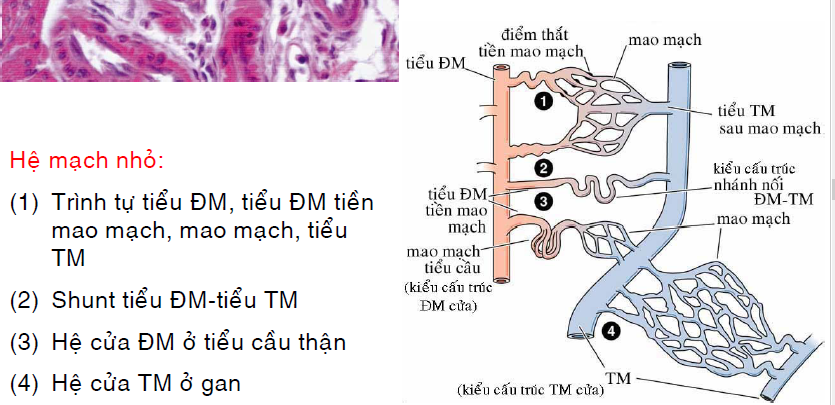 Hệ mạch nhỏ:
(1) Trình tự tiểu ĐM, tiểu ĐM tiền
mao mạch, mao mạch, tiểu
TM
(2) Shunt tiểu ĐM-tiểu TM
(3) Hệ cửa ĐM ở tiểu cầu thận
(4) Hệ cửa TM ở gan
điểm thắt
tiền mao mạch
mao mạch
tiểu ĐM
1
tiểu TM
sau mao mạch
2
kiểu cấu trúc
nhánh nối
ĐM-TM
tiểu ĐM
tiền mao
mạch
3
mao mạch
mao mạch
tiểu cầu
(kiểu cấu trúc
ĐM cửa)
4
TM
(kiểu cấu trúc TM cửa)